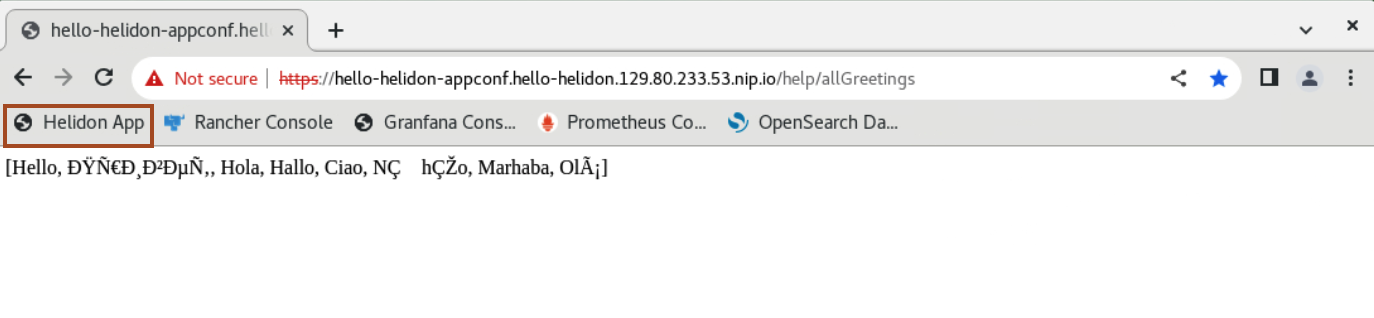 hello-helidon-appconf.hell
Not secure https://hello-helidon-appconf.hello-helidon.129.80.233.53.nip.io/help/allGreetings
Helidon App Rancher Console Granfana Cons... Prometheus Co... OpenSearch Da...
[Hello, ÐŸÑ€Ð¸Ð²ÐµÑ‚, Hola, Hallo, Ciao, NÇ hÇŽo, Marhaba, OlÃ¡]